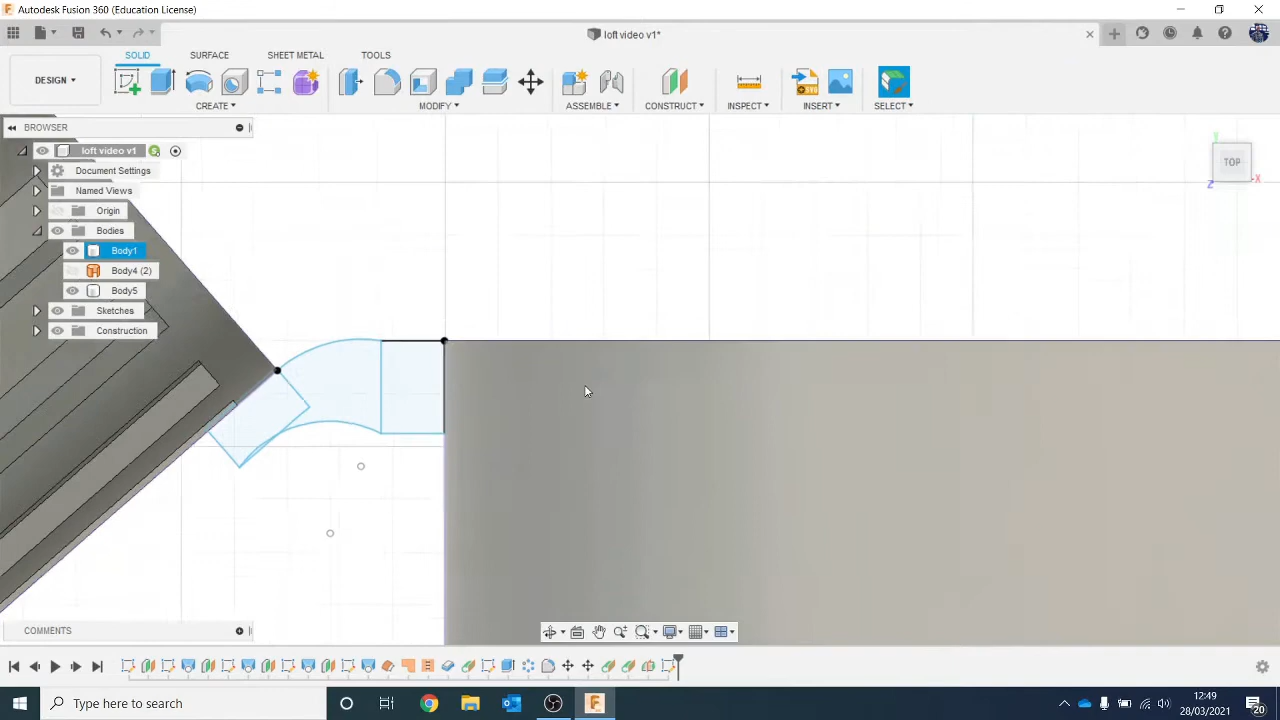 Autodesk Fusion 360 (Education License)
loft video v1*
SOLID SURFACE SHEET METAL TOOLS
DESIGN
CREATE MODIFY ASSEMBLE CONSTRUCT INSPECT INSERT SELECT
BROWSER
loft video v1
Document Settings
Named Views
Origin
Bodies
Body1
Body4 (2)
Body5
Sketches
Construction
TOP
Z
X
COMMENTS
Type here to search
12:49
28/03/2021
20